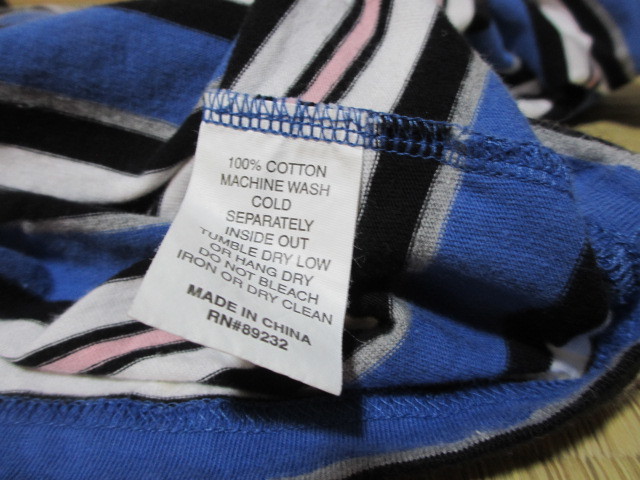 100% COTTON
MACHINE WASH
COLD
SEPARATELY
INSIDE OUT
TUMBLE DRY LOW
OR HANG DRY
DO NOT BLEACH
IRON OR DRY CLEAN
MADE IN CHINA
RN#89232